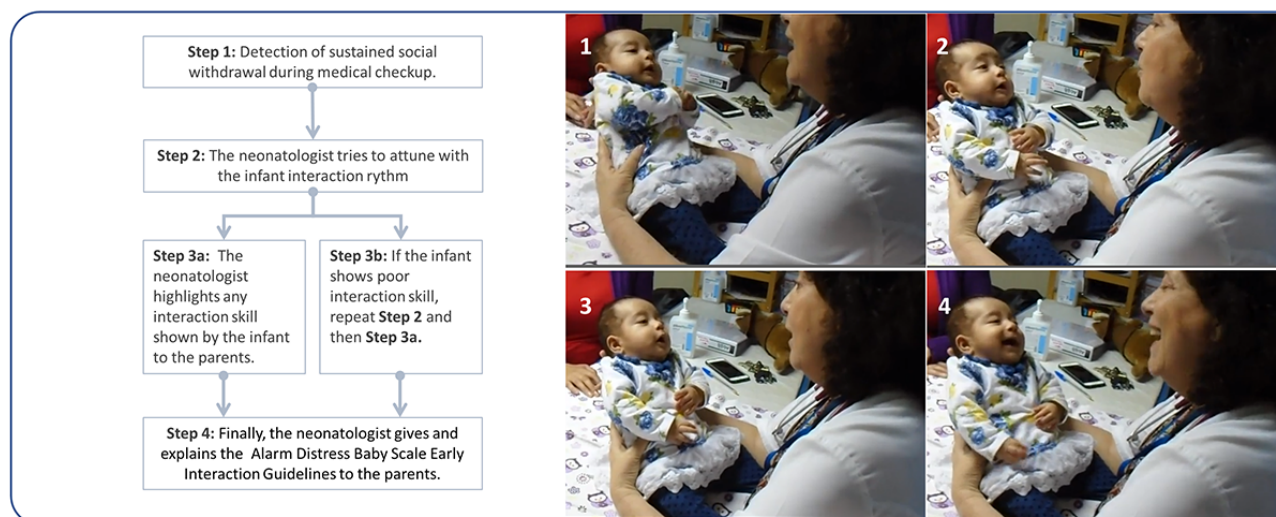 Step 1: Detection of sustained social
withdrawal during medical checkup.
Step 2: The neonatologist tries to attune with
the infant interaction rythm
Step 3a: The
neonatologist
highlights any
interaction skill
shown by the infant
to the parents.
Step 3b: If the infant
shows poor
interaction skill,
repeat Step 2 and
then Step 3a.
Step 4: Finally, the neonatologist gives and
explains the Alarm Distress Baby Scale Early
Interaction Guidelines to the parents.
1
2
3
4